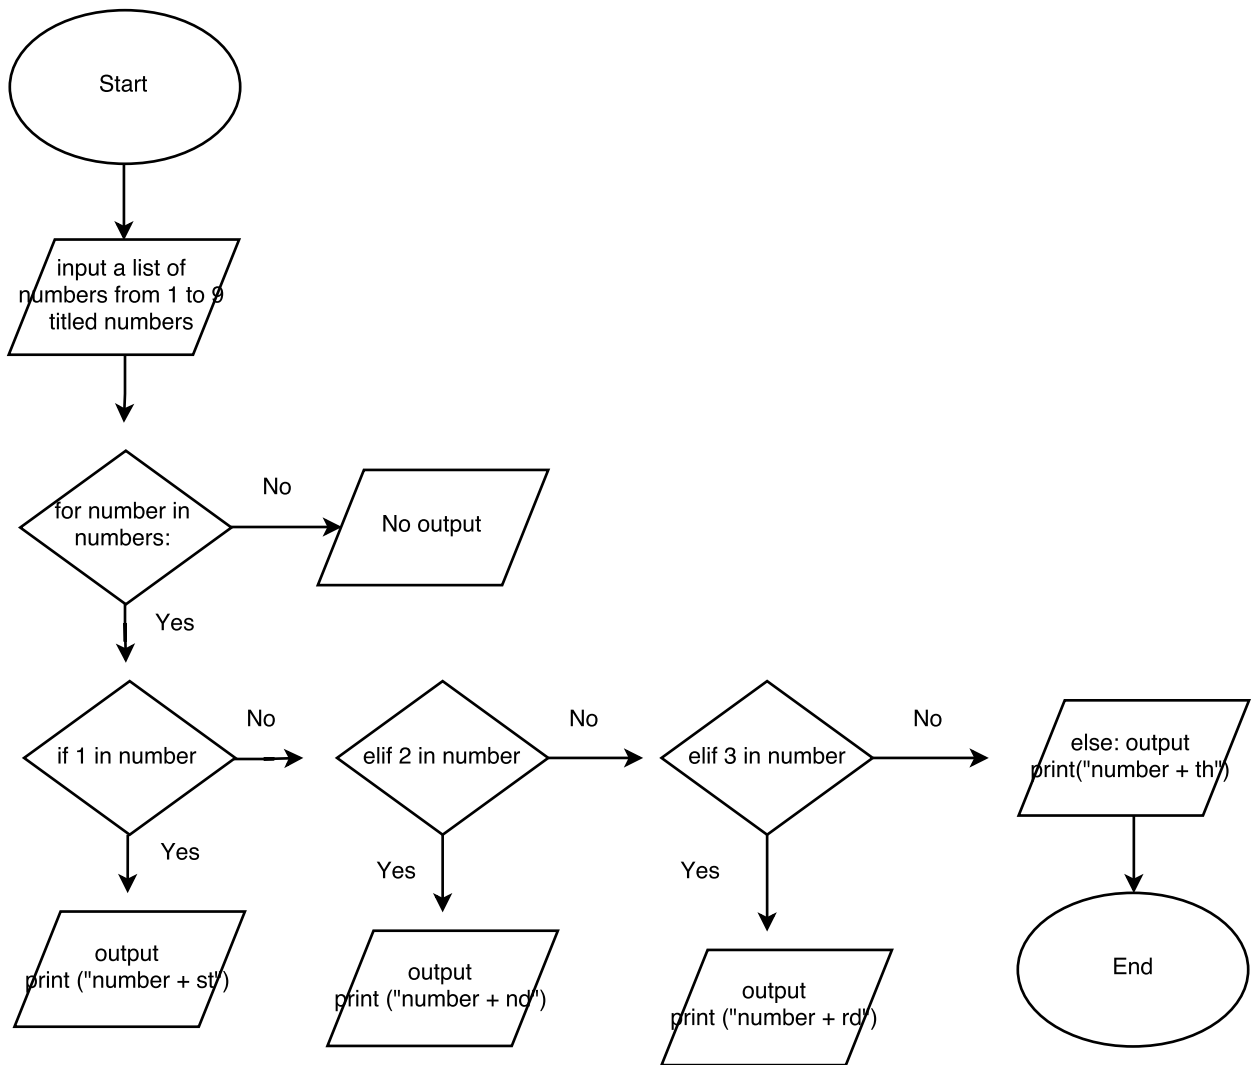 Start
input a list of
numbers from 1 to 9
titled numbers
for number in
numbers:
No
No output
Yes
if 1 in number
No
elif 2 in number
No
elif 3 in number
No
else: output
print("number + th")
Yes
Yes
Yes
output
print ("number + st")
output
print ("number + nd")
output
print ("number + rd")
End